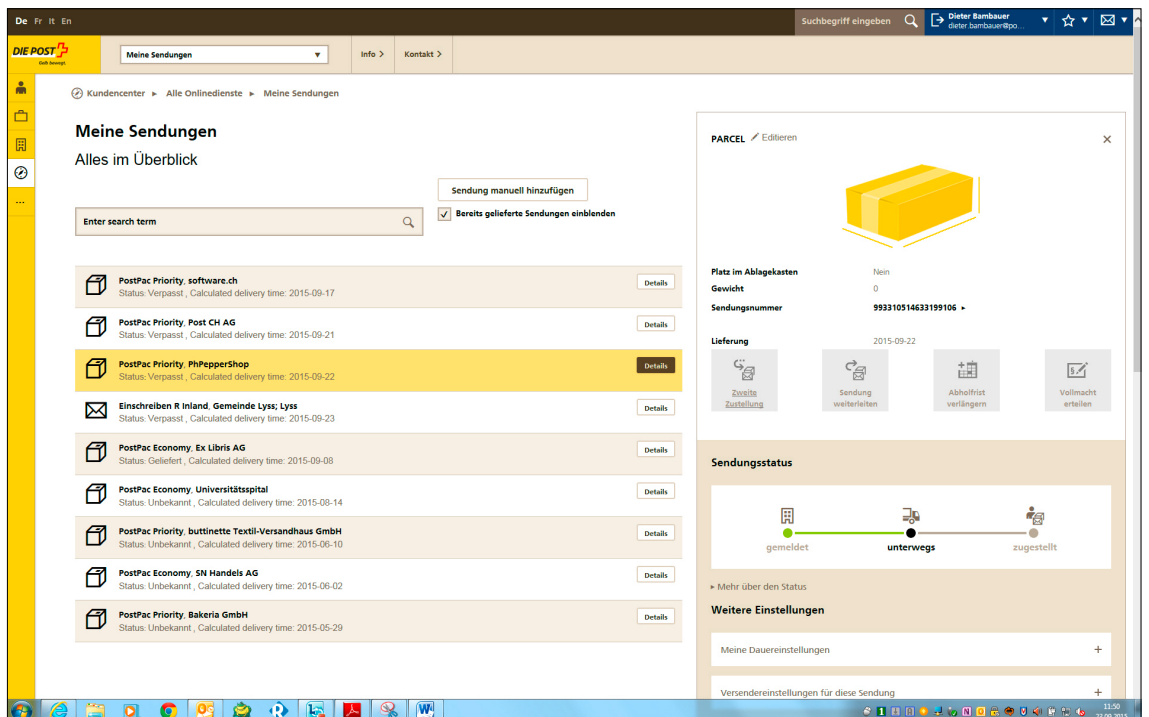 De Fr It En
Suchbegriff eingeben
Dieter Bambauer
dieter.bambauer@po...
DIE POST
Gelb bewegt.
Meine Sendungen
Info >
Kontakt >
Kundencenter ▸ Alle Onlinedienste ▸ Meine Sendungen
Meine Sendungen
Alles im Überblick
Sendung manuell hinzufügen
Enter search term
Bereits gelieferte Sendungen einblenden
PostPac Priority, software.ch
Status: Verpasst , Calculated delivery time: 2015-09-17
Details
PostPac Priority, Post CH AG
Status: Verpasst , Calculated delivery time: 2015-09-21
Details
PostPac Priority, PhPepperShop
Status: Verpasst , Calculated delivery time: 2015-09-22
Details
Einschreiben R Inland, Gemeinde Lyss; Lyss
Status: Verpasst , Calculated delivery time: 2015-09-23
Details
PostPac Economy, Ex Libris AG
Status: Geliefert , Calculated delivery time: 2015-09-08
Details
PostPac Economy, Universitätsspital
Status: Unbekannt , Calculated delivery time: 2015-08-14
Details
PostPac Priority, buttinette Textil-Versandhaus GmbH
Status: Unbekannt , Calculated delivery time: 2015-06-10
Details
PostPac Economy, SN Handels AG
Status: Unbekannt , Calculated delivery time: 2015-06-02
Details
PostPac Priority, Bakeria GmbH
Status: Unbekannt , Calculated delivery time: 2015-05-29
Details
PARCEL Editieren
Platz im Ablagekasten Nein
Gewicht 0
Sendungsnummer 993310514633199106 ▸
Lieferung 2015-09-22
Zweite
Zustellung
Sendung
weiterleiten
Abholfrist
verlängern
Vollmacht
erteilen
Sendungsstatus
gemeldet
unterwegs
zugestellt
▸ Mehr über den Status
Weitere Einstellungen
Meine Dauereinstellungen +
Versendereinstellungen für diese Sendung +
11:50
23.09.2015